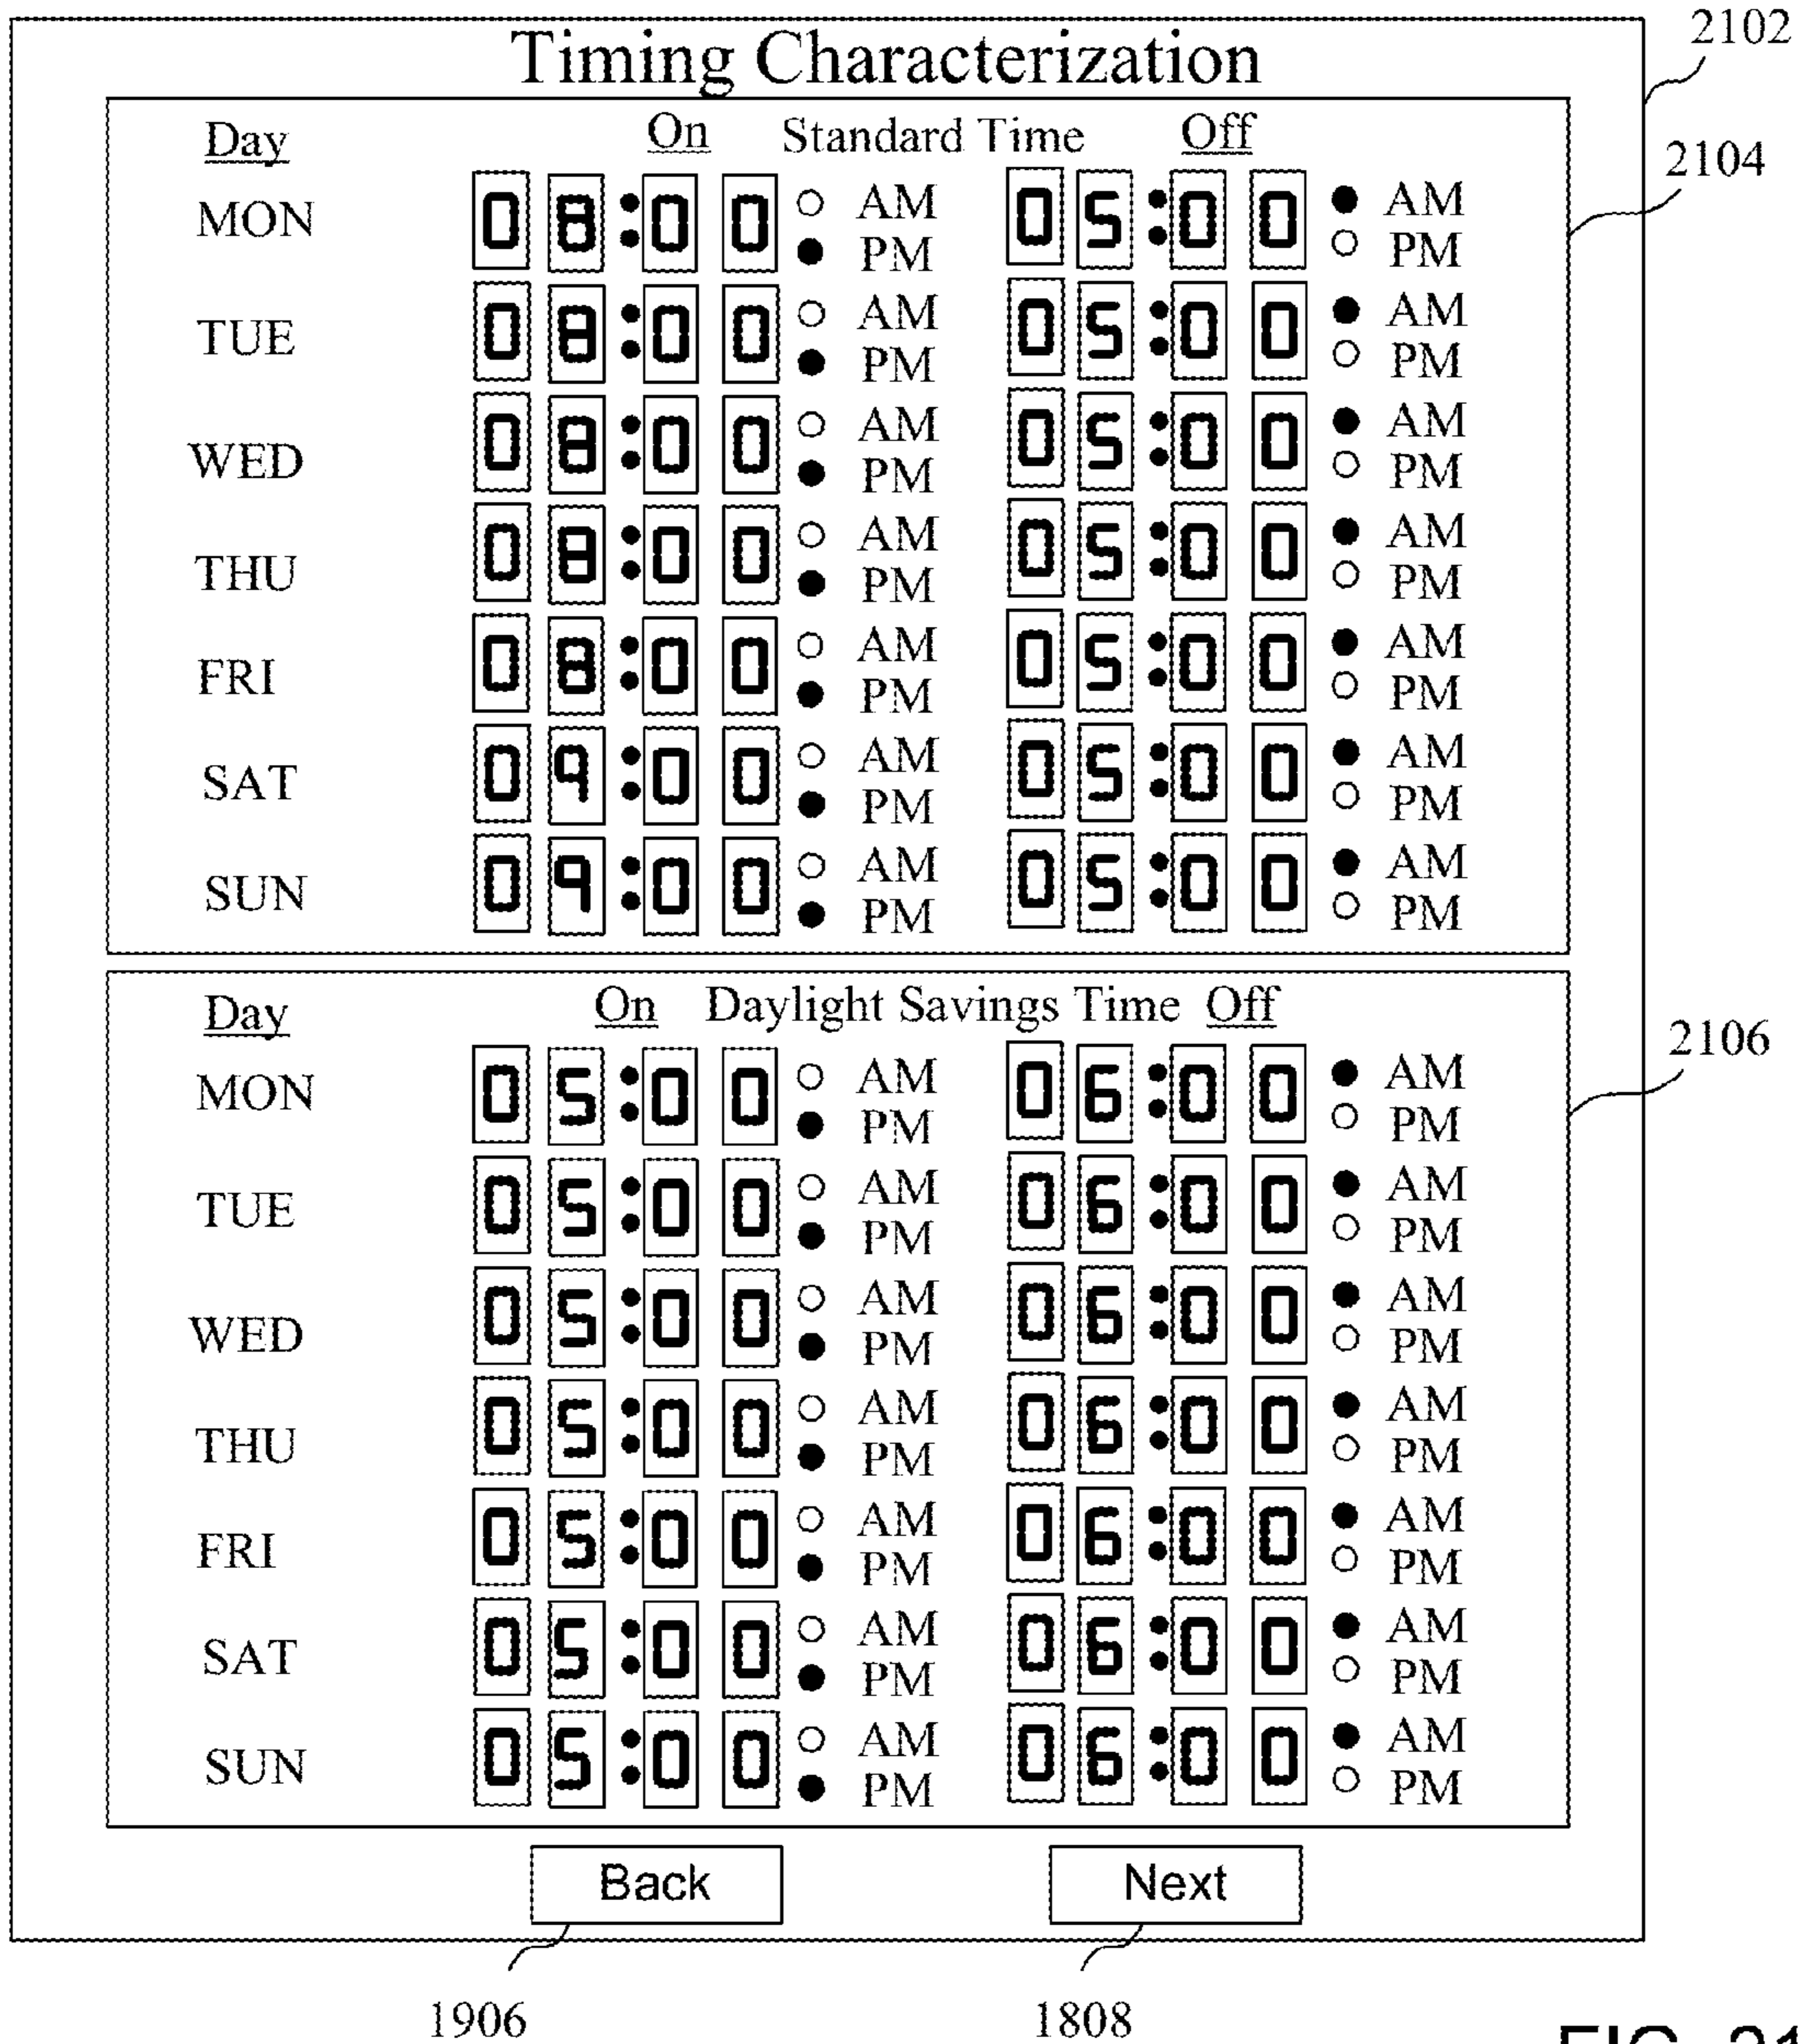 Timing Characterization
2102
Day On Standard Time Off
2104
MON 08:00 AM PM 05:00 AM PM
TUE 08:00 AM PM 05:00 AM PM
WED 08:00 AM PM 05:00 AM PM
THU 08:00 AM PM 05:00 AM PM
FRI 08:00 AM PM 05:00 AM PM
SAT 09:00 AM PM 05:00 AM PM
SUN 09:00 AM PM 05:00 AM PM
Day On Daylight Savings Time Off
2106
MON 05:00 AM PM 06:00 AM PM
TUE 05:00 AM PM 06:00 AM PM
WED 05:00 AM PM 06:00 AM PM
THU 05:00 AM PM 06:00 AM PM
FRI 05:00 AM PM 06:00 AM PM
SAT 05:00 AM PM 06:00 AM PM
SUN 05:00 AM PM 06:00 AM PM
Back Next
1906 1808
FIG. 21